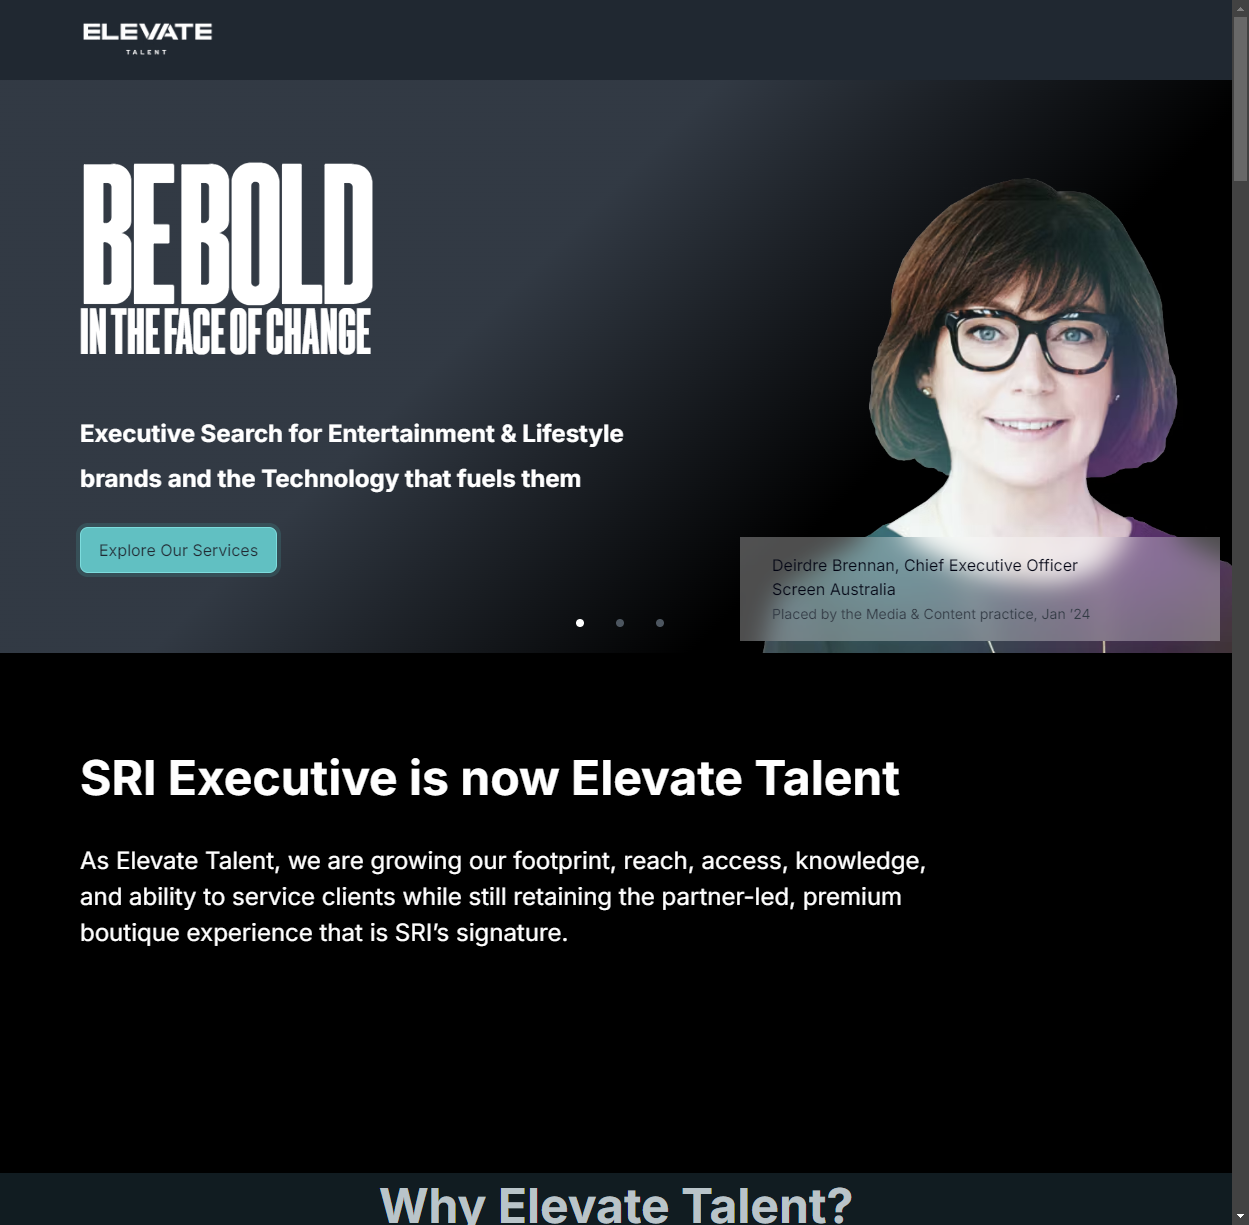 ELEVATE
TALENT
BE BOLD
IN THE FACE OF CHANGE
Executive Search for Entertainment & Lifestyle
brands and the Technology that fuels them
Explore Our Services
Deirdre Brennan, Chief Executive Officer
Screen Australia
Placed by the Media & Content practice, Jan ‘24
SRI Executive is now Elevate Talent
As Elevate Talent, we are growing our footprint, reach, access, knowledge,
and ability to service clients while still retaining the partner-led, premium
boutique experience that is SRI’s signature.
Why Elevate Talent?